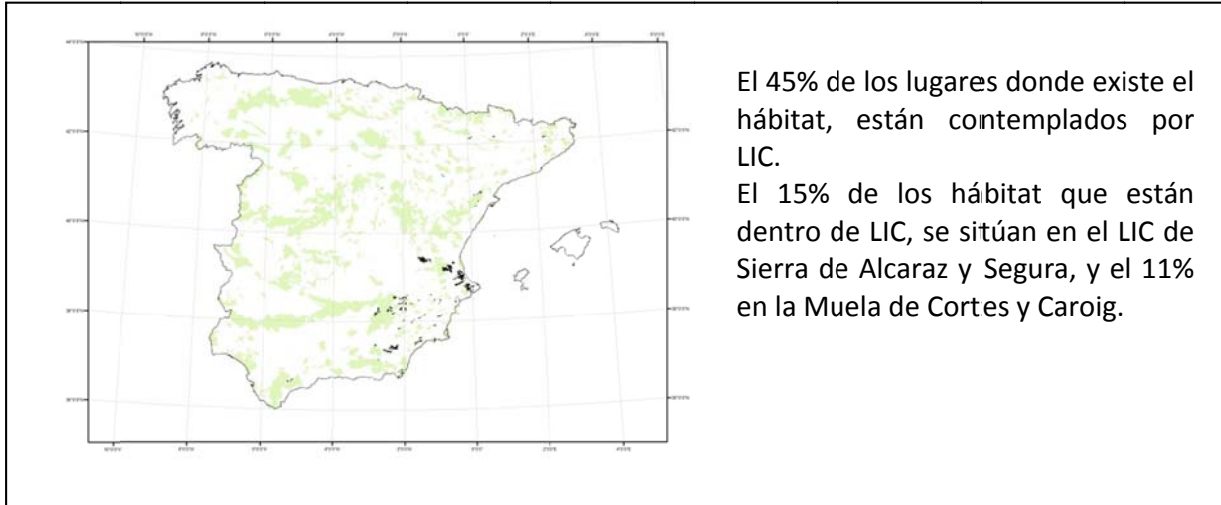 El 45% de los lugares donde existe el
hábitat, están contemplados por
LIC.
El 15% de los hábitat que están
dentro de LIC, se sitúan en el LIC de
Sierra de Alcaraz y Segura, y el 11%
en la Muela de Cortes y Caroig.